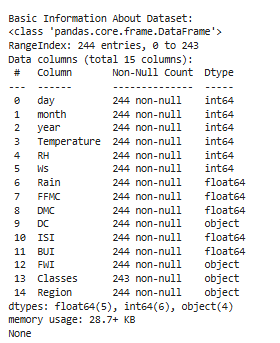 Basic Information About Dataset:
<class 'pandas.core.frame.DataFrame'>
RangeIndex: 244 entries, 0 to 243
Data columns (total 15 columns):
 #   Column       Non-Null Count  Dtype
---  ------       --------------  -----
 0   day          244 non-null    int64
 1   month        244 non-null    int64
 2   year         244 non-null    int64
 3   Temperature  244 non-null    int64
 4   RH           244 non-null    int64
 5   Ws           244 non-null    int64
 6   Rain         244 non-null    float64
 7   FFMC         244 non-null    float64
 8   DMC          244 non-null    float64
 9   DC           244 non-null    object
 10  ISI          244 non-null    float64
 11  BUI          244 non-null    float64
 12  FWI          244 non-null    object
 13  Classes      243 non-null    object
 14  Region       244 non-null    object
dtypes: float64(5), int64(6), object(4)
memory usage: 28.7+ KB
None